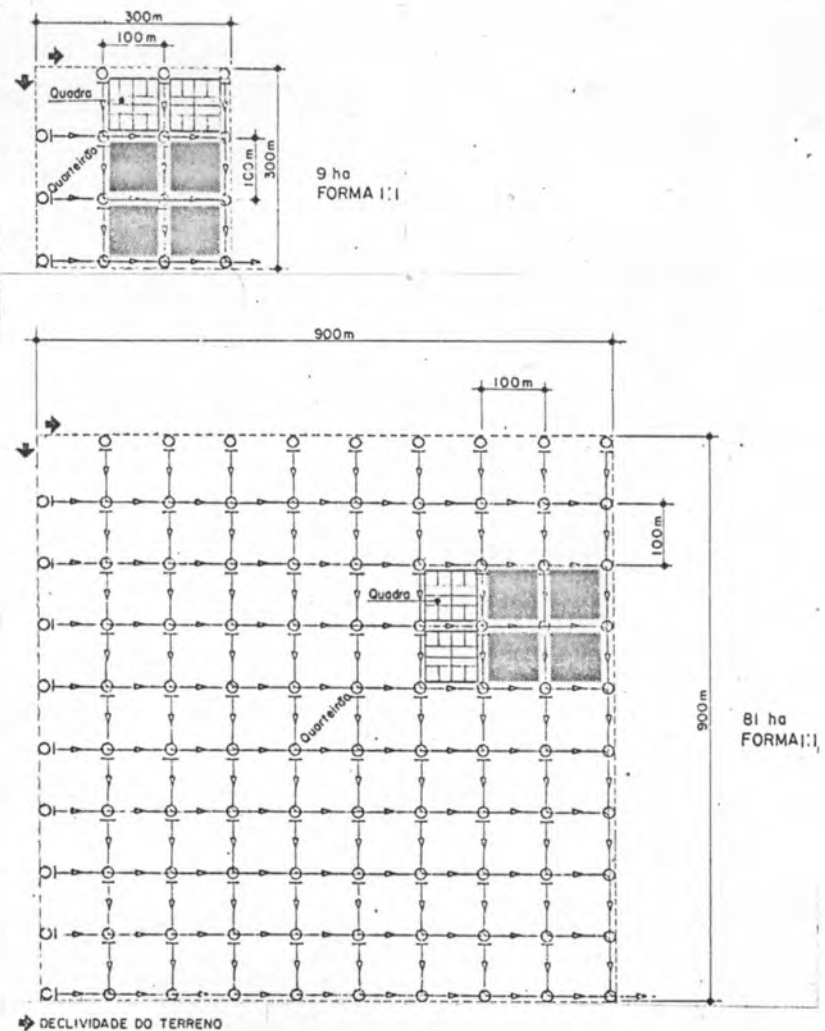 300m
100m
Quadra
Quarteirão
100m
300m
9 ha
FORMA 1:1
900m
100m
100m
Quadra
Quarteirão
900m
81 ha
FORMA 1:1
DECLIVIDADE DO TERRENO